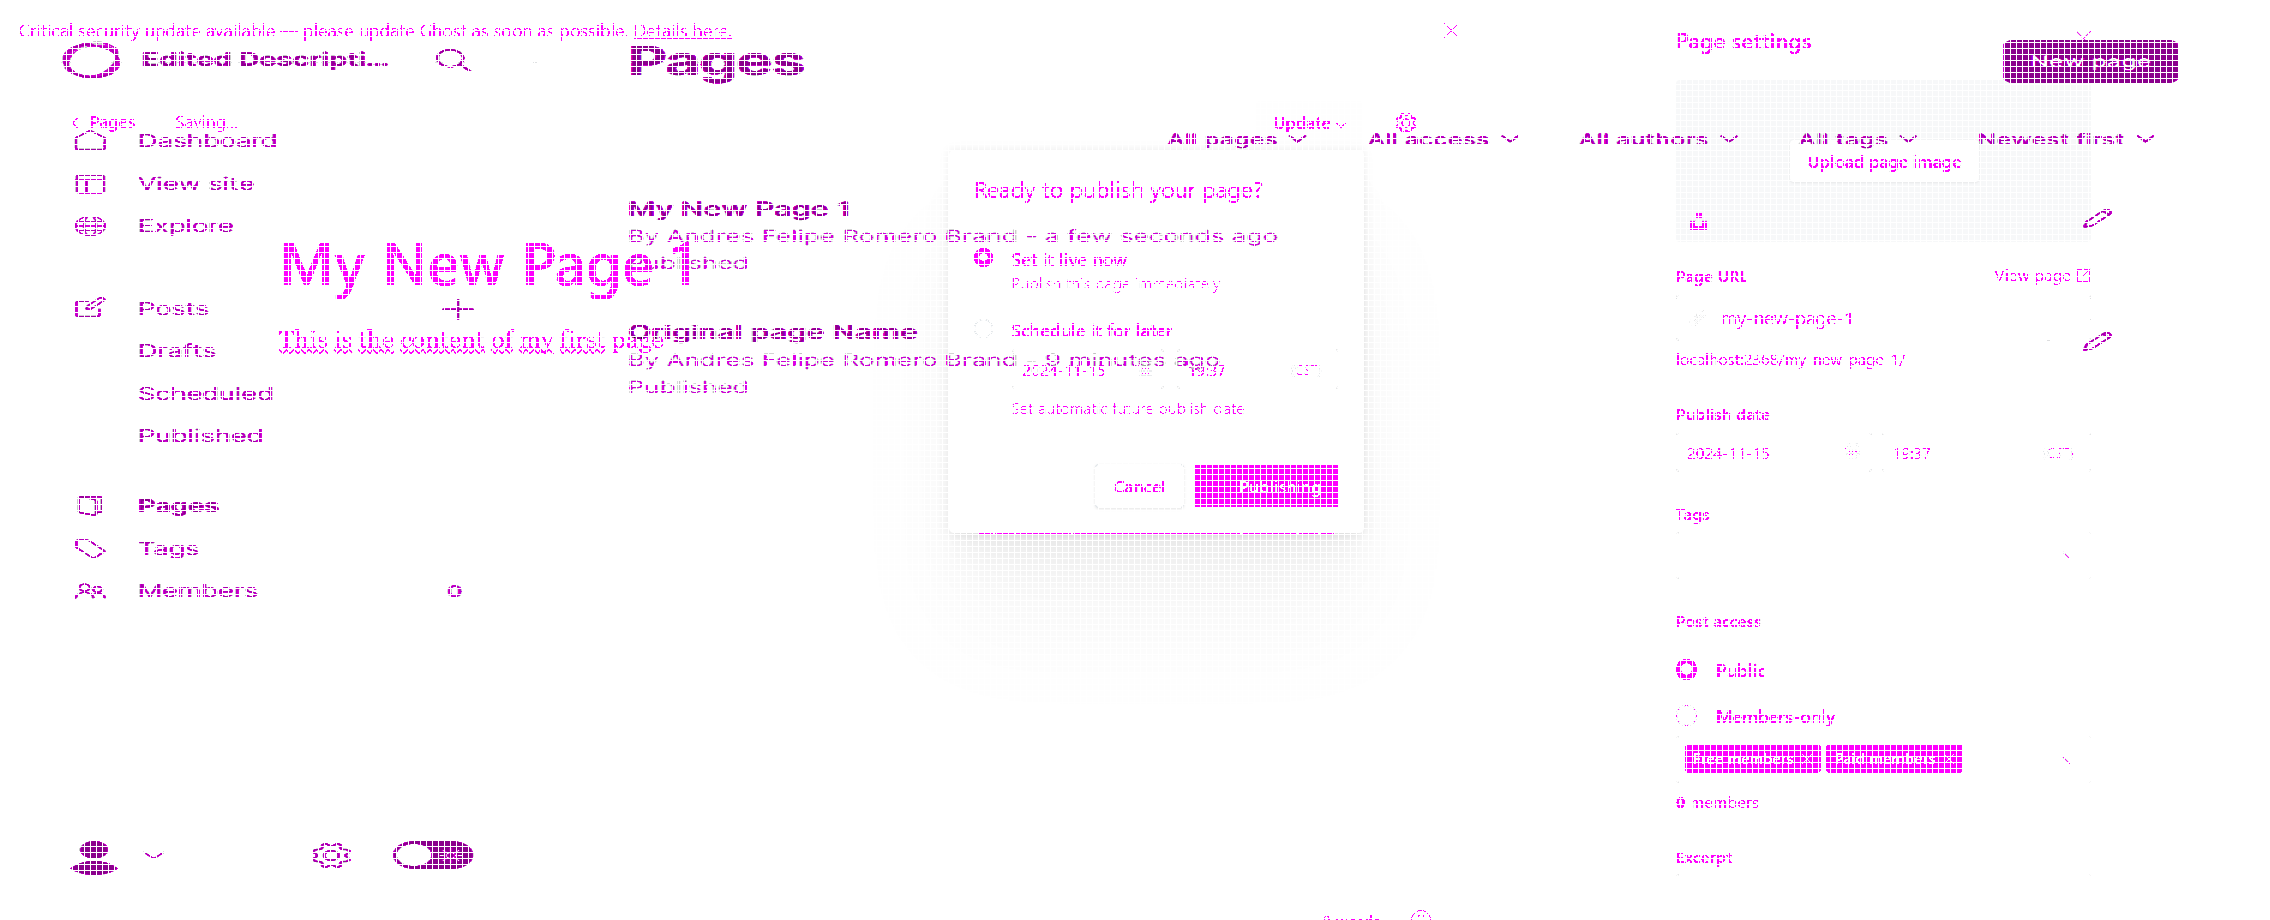 Critical security update available — please update Ghost as soon as possible. Details here.
Edited Descripti...
Pages
Page settings
New page
Pages
Saving...
Update
Dashboard
All pages
All access
All authors
All tags
Newest first
Upload page image
View site
Ready to publish your page?
My New Page 1
Explore
By Andres Felipe Romero Brand - a few seconds ago
Published
My New Page 1
Set it live now
Publish this page immediately
Page URL
View page
Posts
my-new-page-1
This is the content of my first page
Original page Name
Schedule it for later
Drafts
By Andres Felipe Romero Brand - 9 minutes ago
localhost:2368/my-new-page-1/
2024-11-15
19:37
CST
Published
Scheduled
Set automatic future publish date
Publish date
Published
2024-11-15
19:37
CST
Cancel
Publishing
Pages
Tags
Tags
Members
0
Post access
Public
Members-only
Free members ×
Paid members ×
0 members
Excerpt